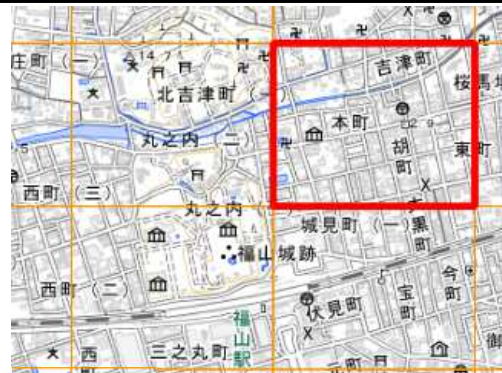 庄町(一)
吉津町
北吉津町(一)
桜馬場
本町
丸之内(二)
胡町
東町
西町(三)
丸之内(一)
城見町(一)
黒町
福山城跡
今町
西町(二)
宝町
伏見町
福山駅
三之丸町
西
御